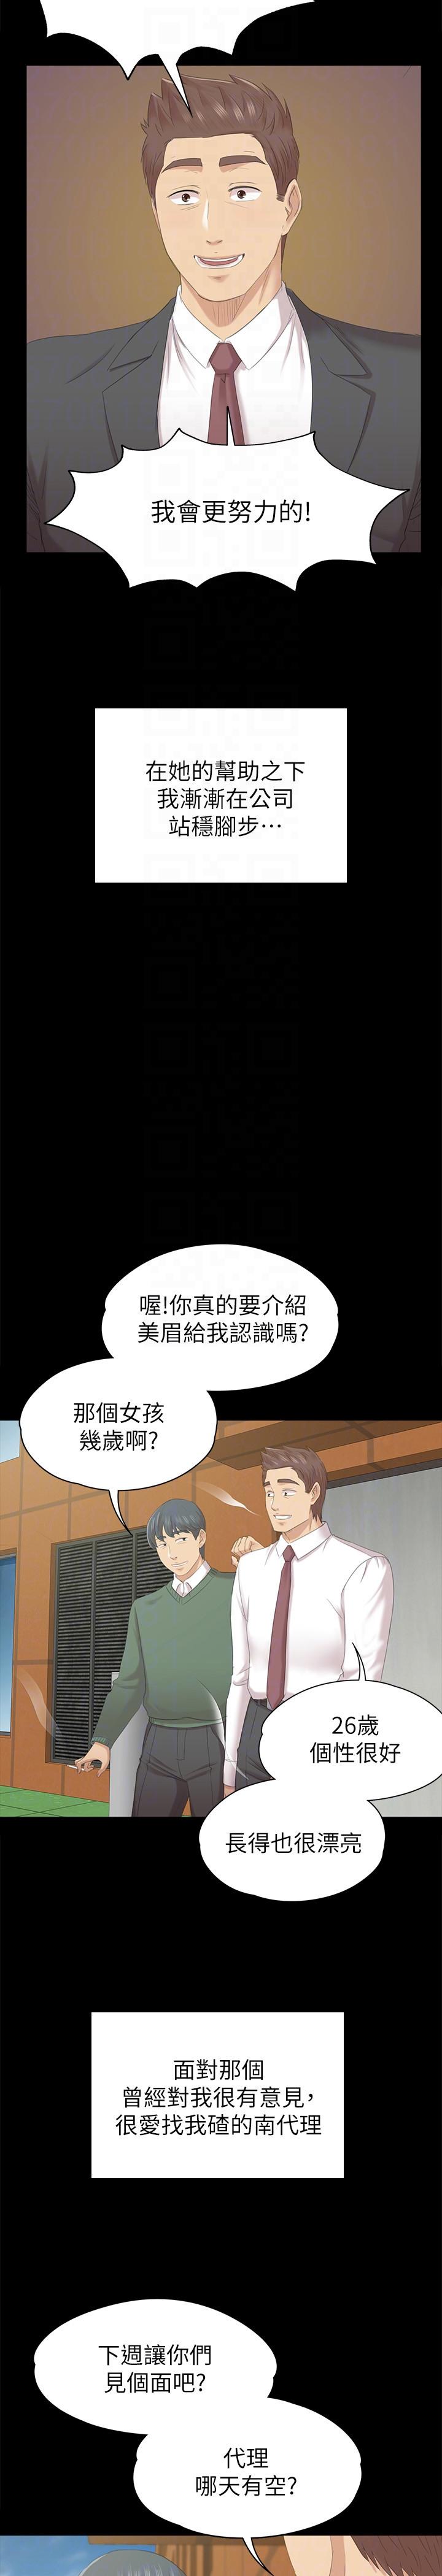 我會更努力的!
在她的幫助之下
我漸漸在公司
站穩腳步…
喔!你真的要介紹
美眉給我認識嗎?
那個女孩
幾歲啊?
26歲
個性很好
長得也很漂亮
面對那個
曾經對我很有意見,
很愛找我碴的南代理
下週讓你們
見個面吧?
代理
哪天有空?